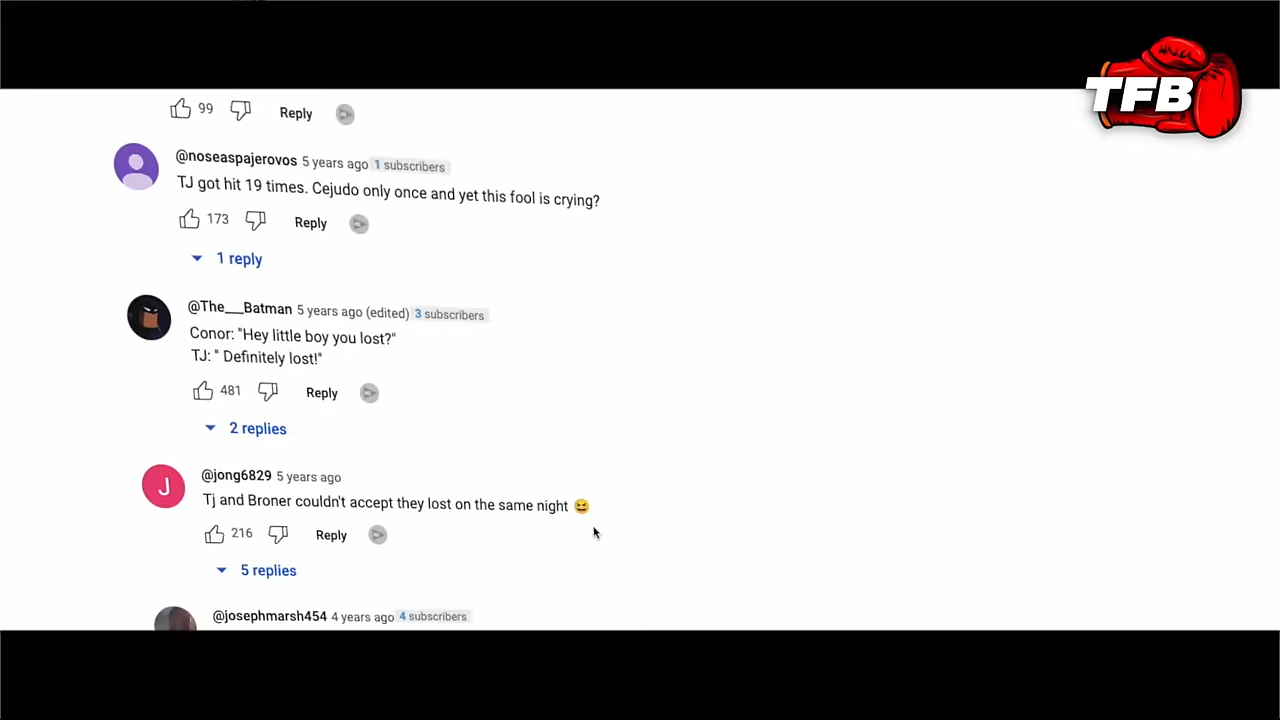 TFB
99 Reply
@noseaspajerovos 5 years ago 1 subscribers
TJ got hit 19 times. Cejudo only once and yet this fool is crying?
173 Reply
1 reply
@The__Batman 5 years ago (edited) 3 subscribers
Conor: "Hey little boy you lost?"
TJ: " Definitely lost!"
481 Reply
2 replies
J
@jong6829 5 years ago
Tj and Broner couldn't accept they lost on the same night 😆
216 Reply
5 replies
@josephmarsh454 4 years ago 4 subscribers